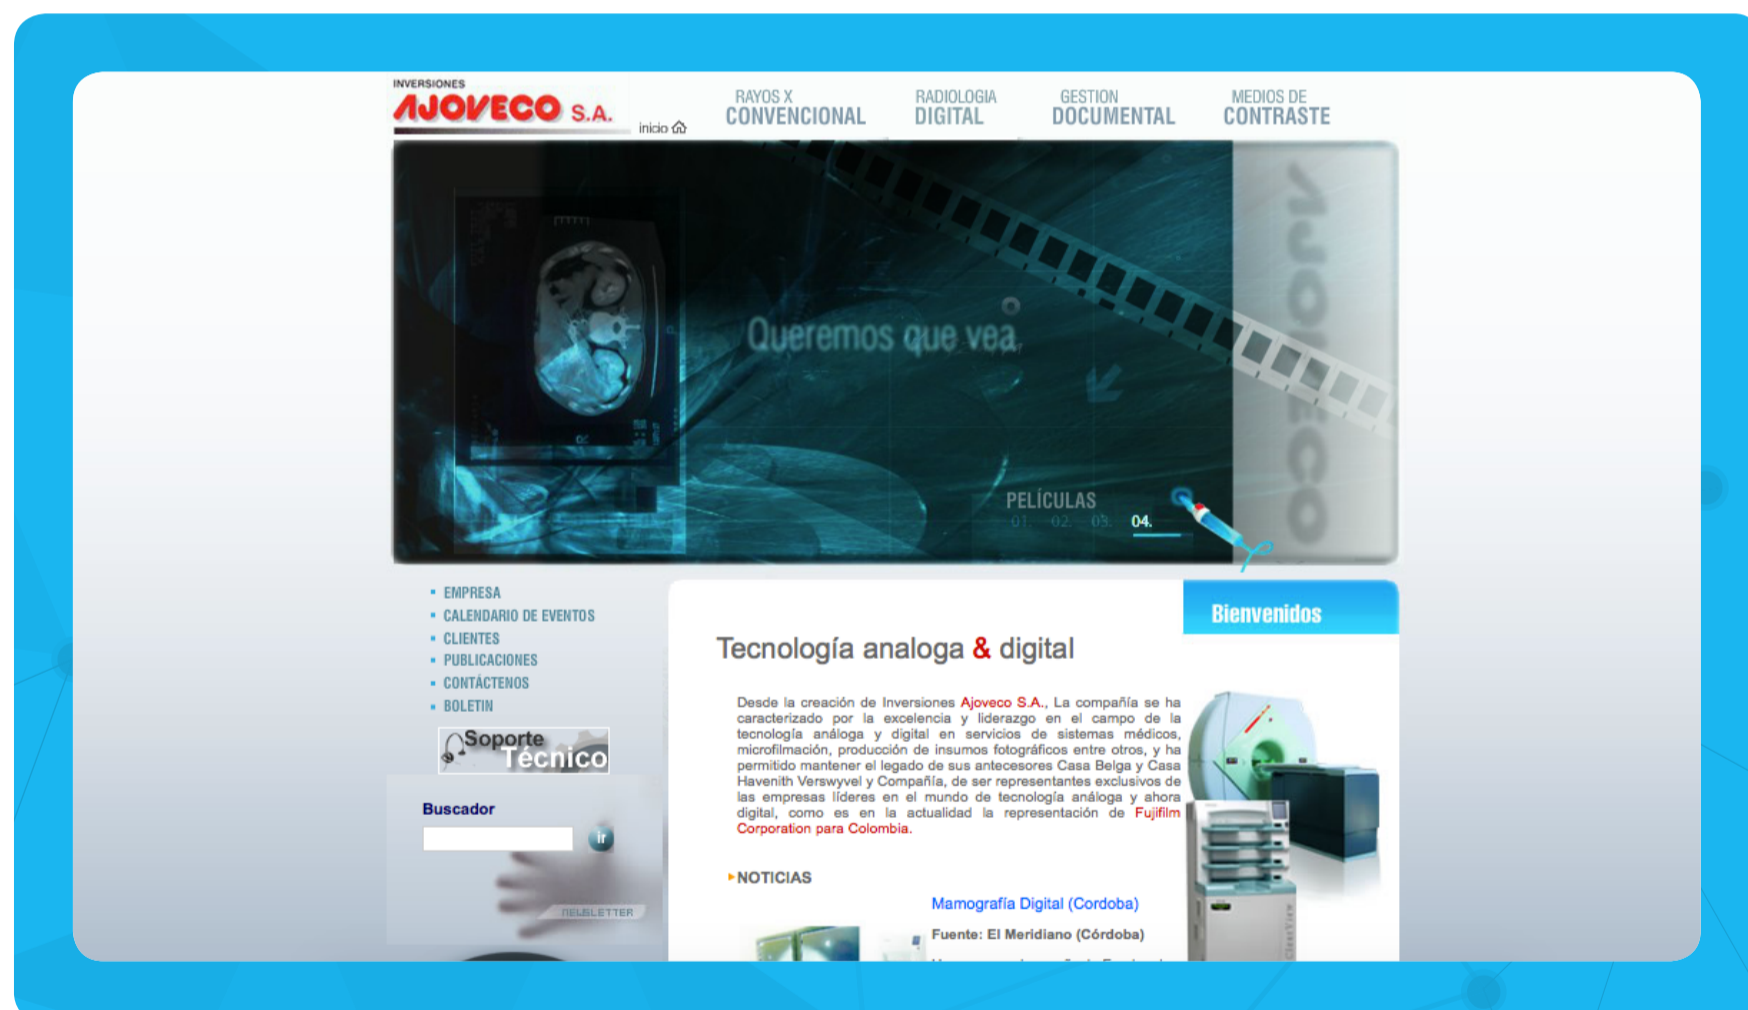 INVERSIONES
AJOVECO S.A.
inicio
RAYOS X
CONVENCIONAL
RADIOLOGIA
DIGITAL
GESTION
DOCUMENTAL
MEDIOS DE
CONTRASTE
Queremos que vea
AJOVECO
PELÍCULAS
01. 02. 03. 04.
EMPRESA
CALENDARIO DE EVENTOS
CLIENTES
PUBLICACIONES
CONTÁCTENOS
BOLETIN
Soporte
Técnico
Buscador
ir
NEWSLETTER
Bienvenidos
Tecnología analoga & digital
Desde la creación de Inversiones Ajoveco S.A., La compañía se ha
caracterizado por la excelencia y liderazgo en el campo de la
tecnología análoga y digital en servicios de sistemas médicos,
microfilmación, producción de insumos fotográficos entre otros, y ha
permitido mantener el legado de sus antecesores Casa Belga y Casa
Havenith Verswyvel y Compañía, de ser representantes exclusivos de
las empresas líderes en el mundo de tecnología análoga y ahora
digital, como es en la actualidad la representación de Fujifilm
Corporation para Colombia.
NOTICIAS
Mamografía Digital (Cordoba)
Fuente: El Meridiano (Córdoba)
ClearView